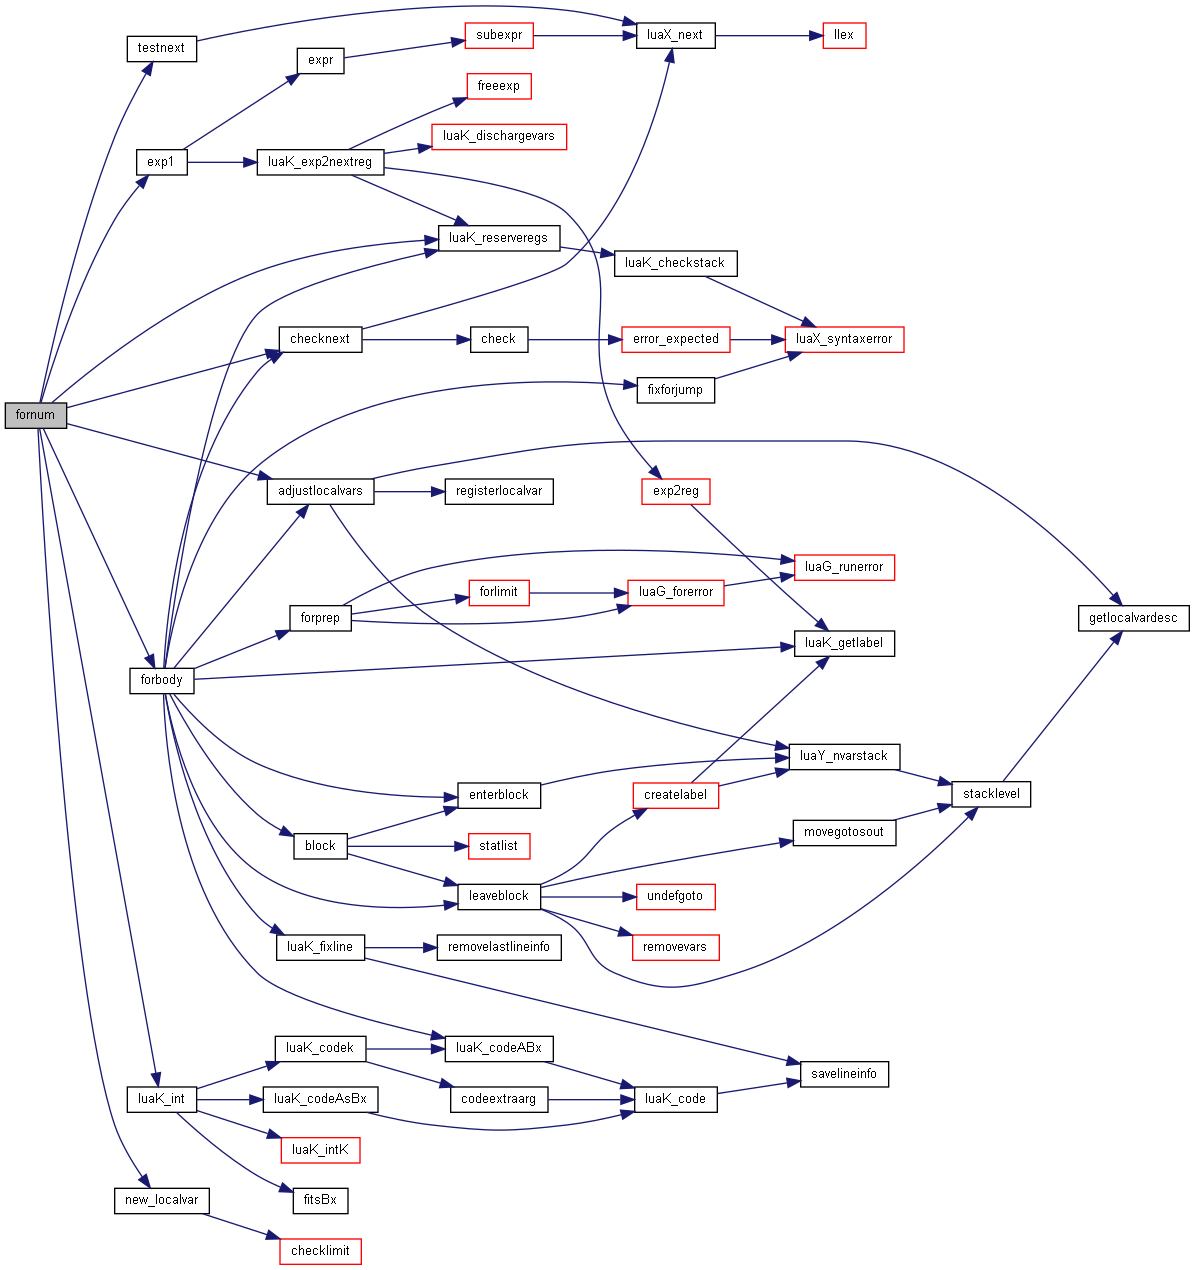 testnext
luaX_next
llex
subexpr
expr
freeexp
luaK_dischargevars
exp1
luaK_exp2nextreg
luaK_reserveregs
luaK_checkstack
checknext
check
error_expected
luaX_syntaxerror
fixforjump
fornum
adjustlocalvars
registerlocalvar
exp2reg
luaG_runerror
forlimit
luaG_forerror
forprep
getlocalvardesc
luaK_getlabel
forbody
luaY_nvarstack
enterblock
createlabel
stacklevel
movegotosout
block
statlist
leaveblock
undefgoto
luaK_fixline
removelastlineinfo
removevars
luaK_codek
luaK_codeABx
savelineinfo
luaK_int
luaK_codeAsBx
codeextraarg
luaK_code
luaK_intK
new_localvar
fitsBx
checklimit